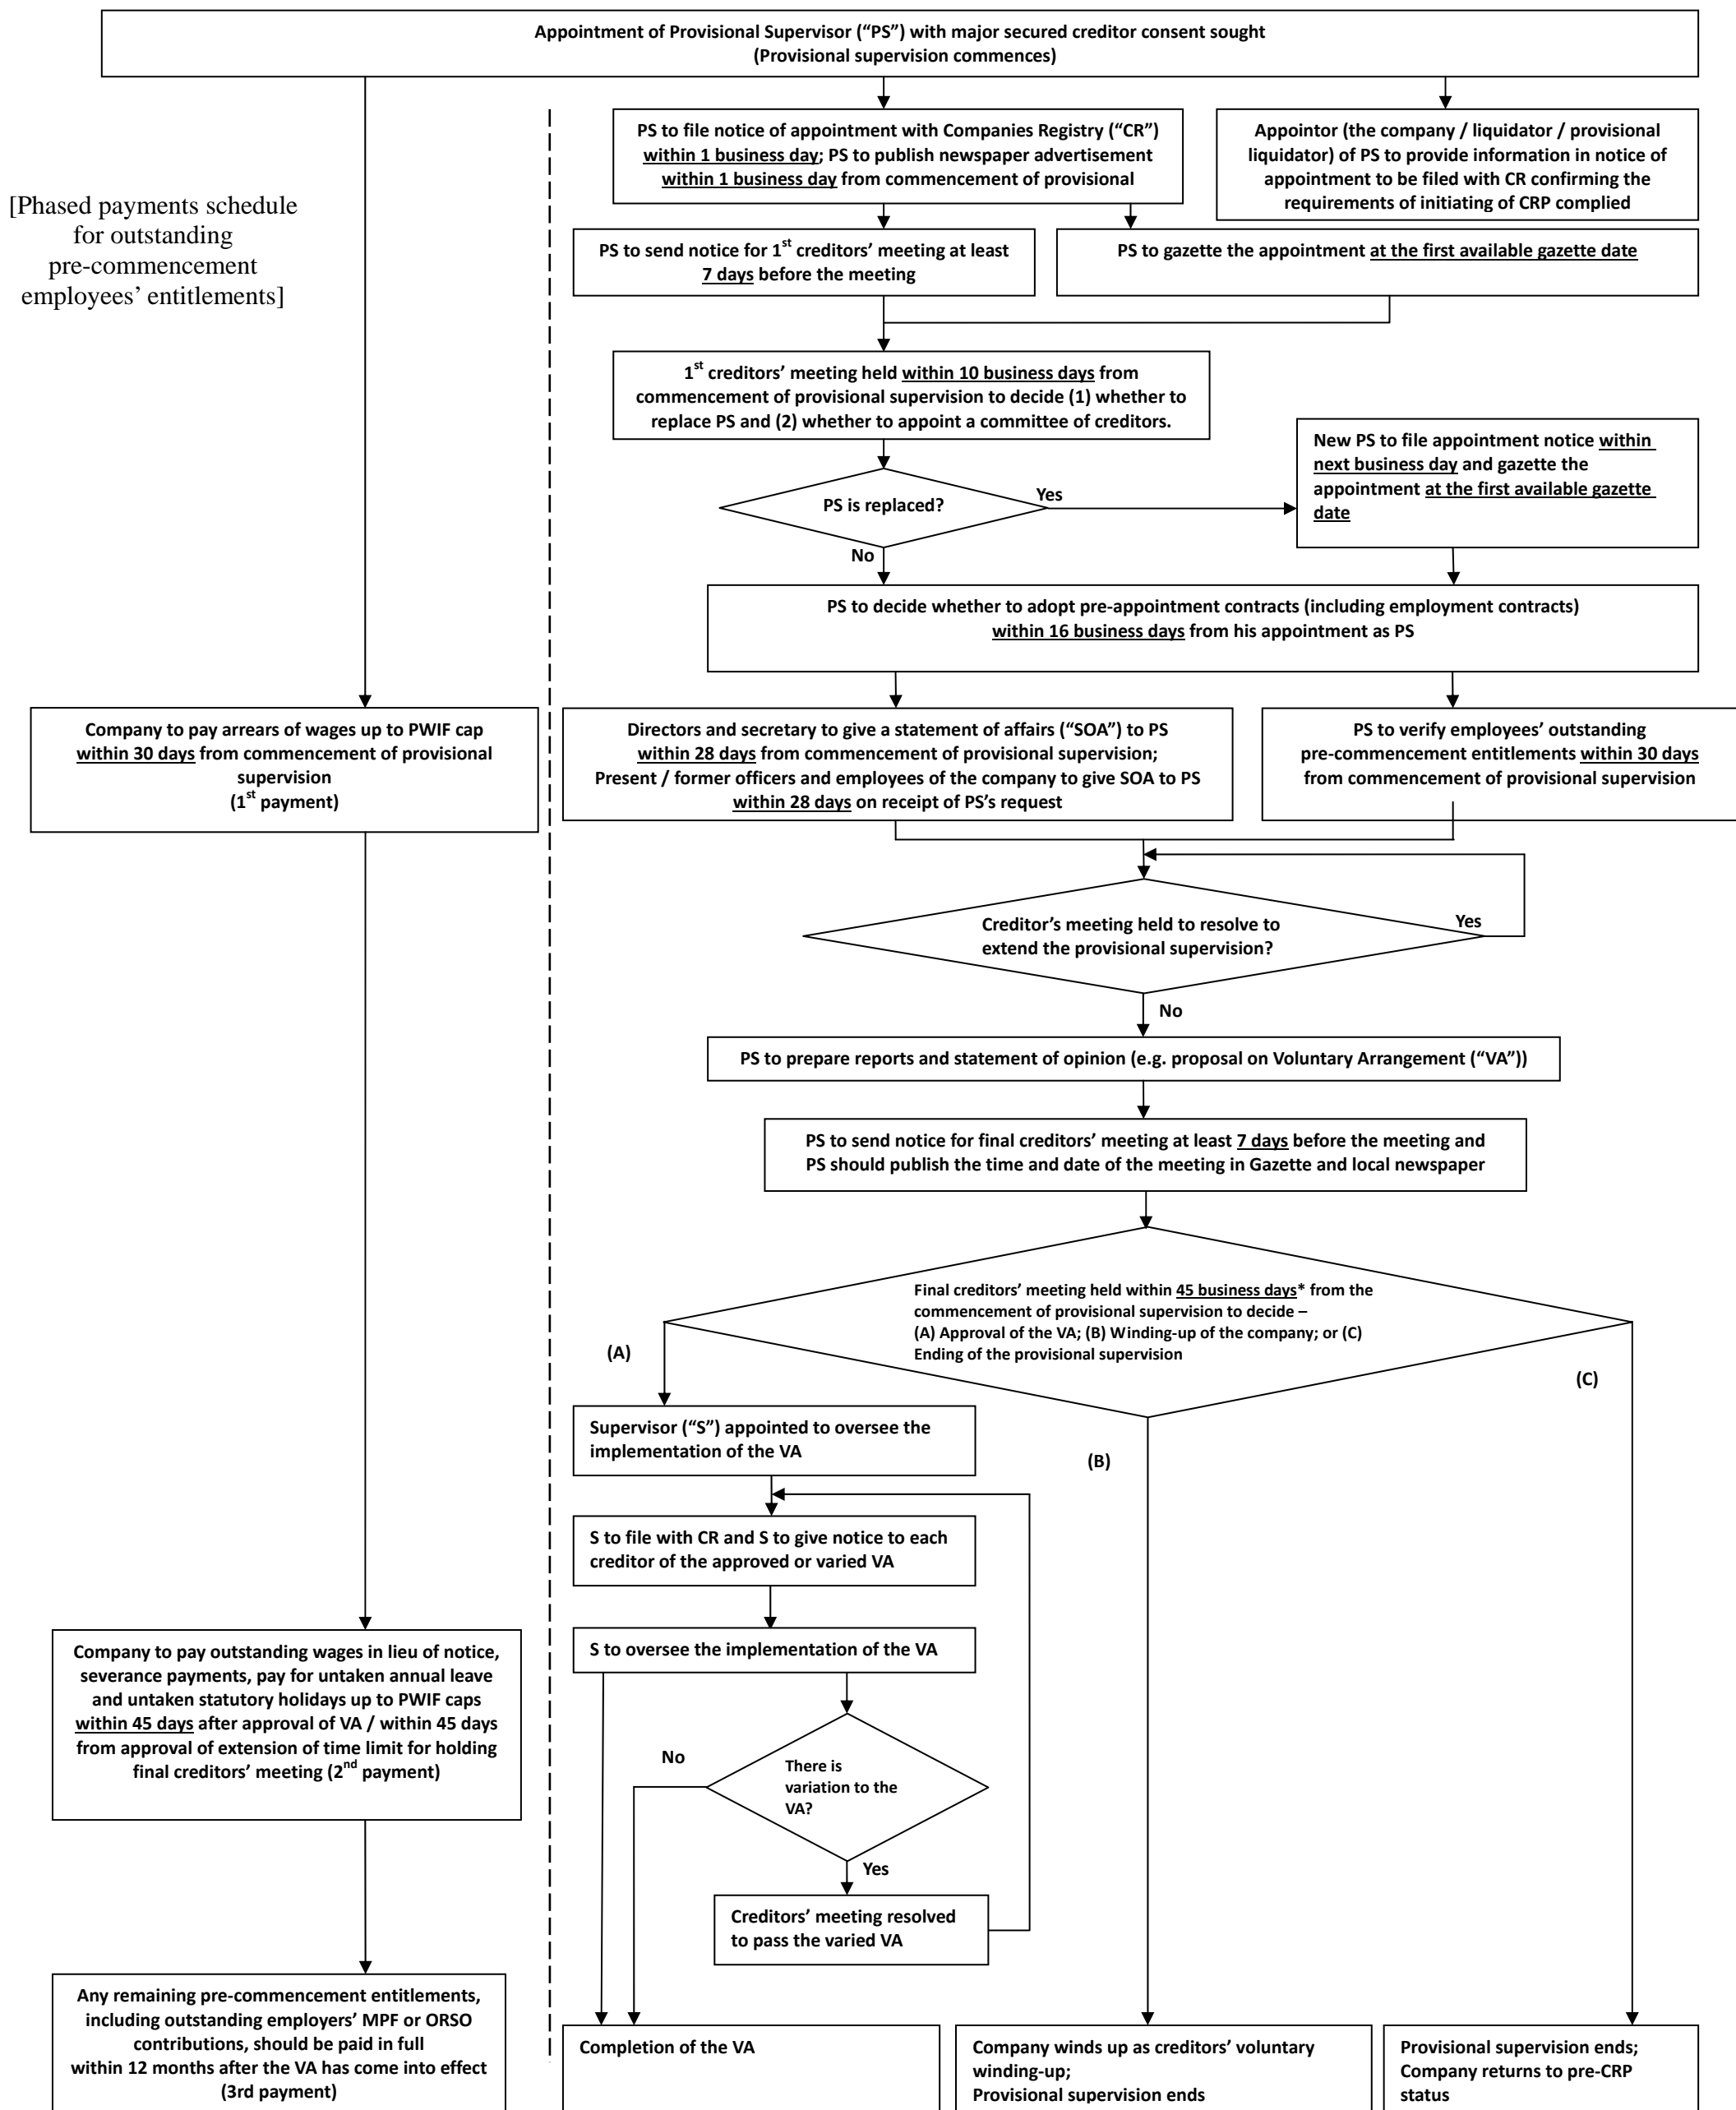 Appointment of Provisional Supervisor (“PS”) with major secured creditor consent sought
(Provisional supervision commences)
[Phased payments schedule
for outstanding
pre-commencement
employees’ entitlements]
PS to file notice of appointment with Companies Registry (“CR”)
within 1 business day; PS to publish newspaper advertisement
within 1 business day from commencement of provisional
Appointor (the company / liquidator / provisional
liquidator) of PS to provide information in notice of
appointment to be filed with CR confirming the
requirements of initiating of CRP complied
PS to send notice for 1st creditors’ meeting at least
7 days before the meeting
PS to gazette the appointment at the first available gazette date
1st creditors’ meeting held within 10 business days from
commencement of provisional supervision to decide (1) whether to
replace PS and (2) whether to appoint a committee of creditors.
PS is replaced?
Yes
No
New PS to file appointment notice within
next business day and gazette the
appointment at the first available gazette
date
PS to decide whether to adopt pre-appointment contracts (including employment contracts)
within 16 business days from his appointment as PS
Company to pay arrears of wages up to PWIF cap
within 30 days from commencement of provisional
supervision
(1st payment)
Directors and secretary to give a statement of affairs (“SOA”) to PS
within 28 days from commencement of provisional supervision;
Present / former officers and employees of the company to give SOA to PS
within 28 days on receipt of PS’s request
PS to verify employees’ outstanding
pre-commencement entitlements within 30 days
from commencement of provisional supervision
Creditor’s meeting held to resolve to
extend the provisional supervision?
Yes
No
PS to prepare reports and statement of opinion (e.g. proposal on Voluntary Arrangement (“VA”))
PS to send notice for final creditors’ meeting at least 7 days before the meeting and
PS should publish the time and date of the meeting in Gazette and local newspaper
Final creditors’ meeting held within 45 business days* from the
commencement of provisional supervision to decide –
(A) Approval of the VA; (B) Winding-up of the company; or (C)
Ending of the provisional supervision
(A)
(B)
(C)
Supervisor (“S”) appointed to oversee the
implementation of the VA
S to file with CR and S to give notice to each
creditor of the approved or varied VA
S to oversee the implementation of the VA
Company to pay outstanding wages in lieu of notice,
severance payments, pay for untaken annual leave
and untaken statutory holidays up to PWIF caps
within 45 days after approval of VA / within 45 days
from approval of extension of time limit for holding
final creditors’ meeting (2nd payment)
There is
variation to the
VA?
No
Yes
Creditors’ meeting resolved
to pass the varied VA
Any remaining pre-commencement entitlements,
including outstanding employers’ MPF or ORSO
contributions, should be paid in full
within 12 months after the VA has come into effect
(3rd payment)
Completion of the VA
Company winds up as creditors’ voluntary
winding-up;
Provisional supervision ends
Provisional supervision ends;
Company returns to pre-CRP
status